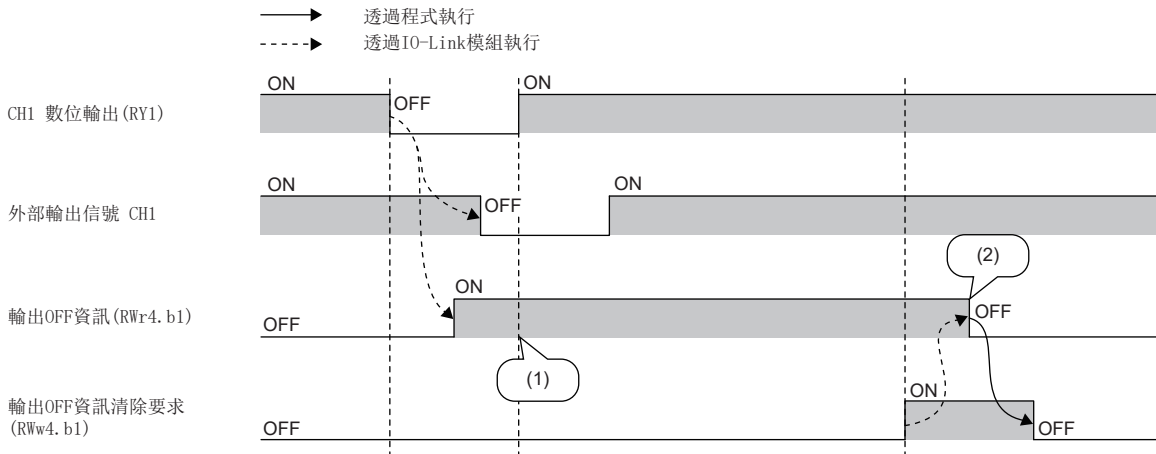 透過程式執行
透過IO-Link模組執行
ON
OFF
ON
CH1 數位輸出(RY1)
ON
OFF
ON
外部輸出信號 CH1
ON
(2)
OFF
輸出OFF資訊(RWr4.b1)
OFF
(1)
ON
輸出OFF資訊清除要求
(RWw4.b1)
OFF
OFF